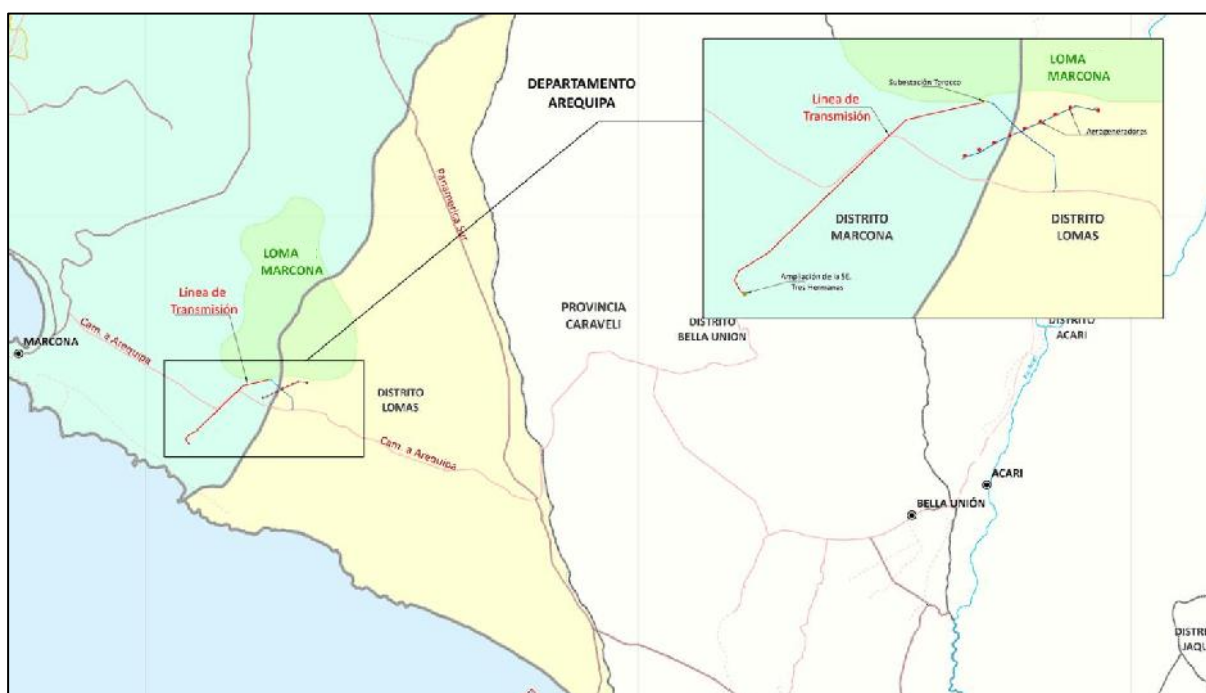 DEPARTAMENTO
AREQUIPA
Panamerica Sur
LOMA
MARCONA
Línea de
Transmisión
Cam. a Arequipa
MARCONA
DISTRITO
LOMAS
Cam. a Arequipa
PROVINCIA
CARAVELI
DISTRITO
BELLA UNION
DISTRITO
ACARI
ACARI
BELLA UNIÓN
DISTRI
JAQU
LOMA
MARCONA
Subestación Torocco
Línea de
Transmisión
Aerogeneradores
DISTRITO
MARCONA
DISTRITO
LOMAS
Ampliación de la SE.
Tres Hermanas